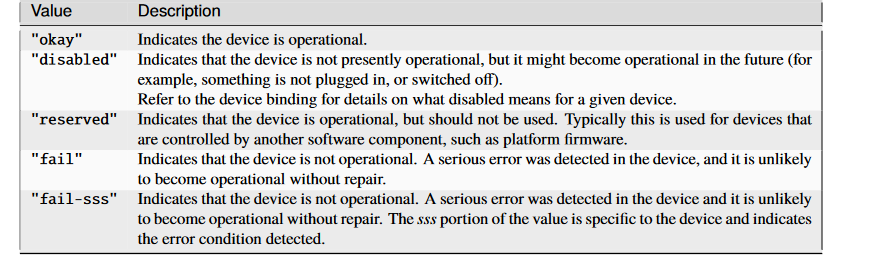 Value Description
"okay" Indicates the device is operational.
"disabled" Indicates that the device is not presently operational, but it might become operational in the future (for
example, something is not plugged in, or switched off).
Refer to the device binding for details on what disabled means for a given device.
"reserved" Indicates that the device is operational, but should not be used. Typically this is used for devices that
are controlled by another software component, such as platform firmware.
"fail" Indicates that the device is not operational. A serious error was detected in the device, and it is unlikely
to become operational without repair.
"fail-sss" Indicates that the device is not operational. A serious error was detected in the device and it is unlikely
to become operational without repair. The sss portion of the value is specific to the device and indicates
the error condition detected.